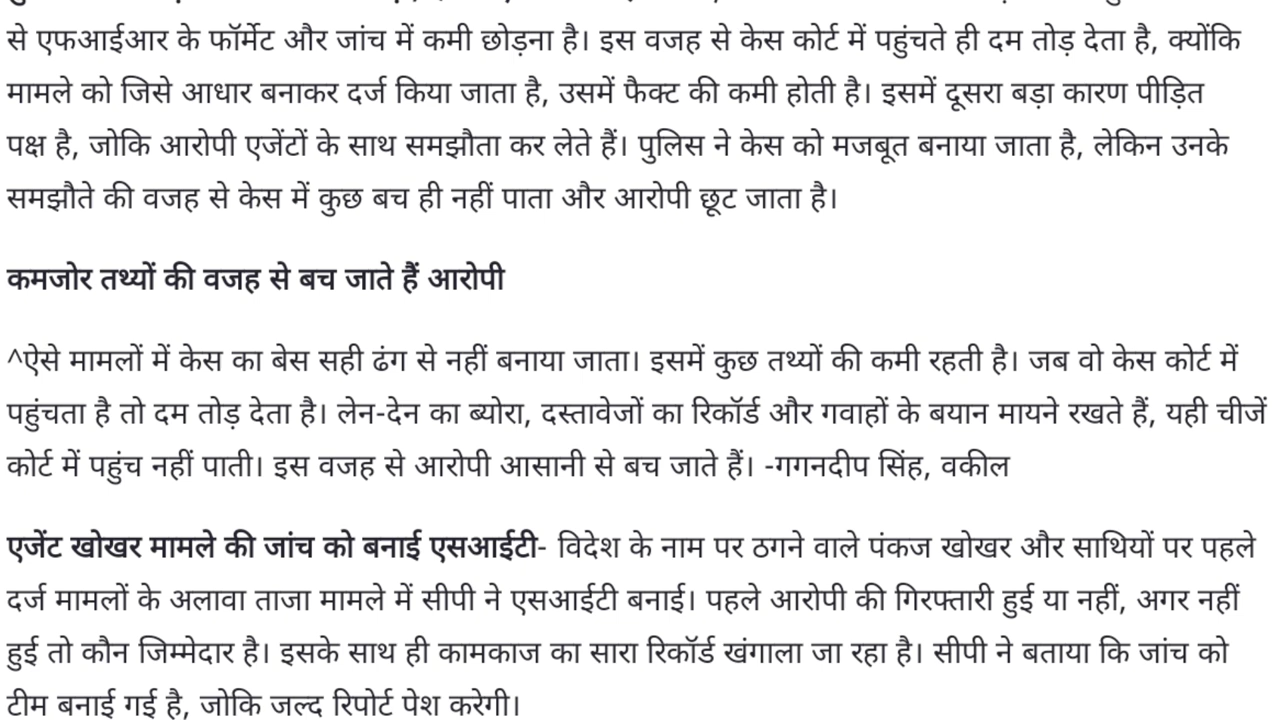 से एफआईआर के फॉर्मेट और जांच में कमी छोड़ना है। इस वजह से केस कोर्ट में पहुंचते ही दम तोड़ देता है, क्योंकि
मामले को जिसे आधार बनाकर दर्ज किया जाता है, उसमें फैक्ट की कमी होती है। इसमें दूसरा बड़ा कारण पीड़ित
पक्ष है, जोकि आरोपी एजेंटों के साथ समझौता कर लेते हैं। पुलिस ने केस को मजबूत बनाया जाता है, लेकिन उनके
समझौते की वजह से केस में कुछ बच ही नहीं पाता और आरोपी छूट जाता है।
कमजोर तथ्यों की वजह से बच जाते हैं आरोपी
^ऐसे मामलों में केस का बेस सही ढंग से नहीं बनाया जाता। इसमें कुछ तथ्यों की कमी रहती है। जब वो केस कोर्ट में
पहुंचता है तो दम तोड़ देता है। लेन-देन का ब्योरा, दस्तावेजों का रिकॉर्ड और गवाहों के बयान मायने रखते हैं, यही चीजें
कोर्ट में पहुंच नहीं पाती। इस वजह से आरोपी आसानी से बच जाते हैं। -गगनदीप सिंह, वकील
एजेंट खोखर मामले की जांच को बनाई एसआईटी- विदेश के नाम पर ठगने वाले पंकज खोखर और साथियों पर पहले
दर्ज मामलों के अलावा ताजा मामले में सीपी ने एसआईटी बनाई। पहले आरोपी की गिरफ्तारी हुई या नहीं, अगर नहीं
हुई तो कौन जिम्मेदार है। इसके साथ ही कामकाज का सारा रिकॉर्ड खंगाला जा रहा है। सीपी ने बताया कि जांच को
टीम बनाई गई है, जोकि जल्द रिपोर्ट पेश करेगी।